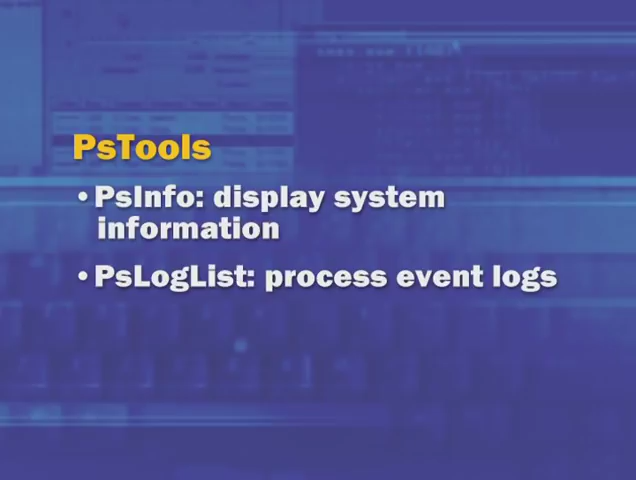 PsTools
•PsInfo: display system
information
•PsLogList: process event logs